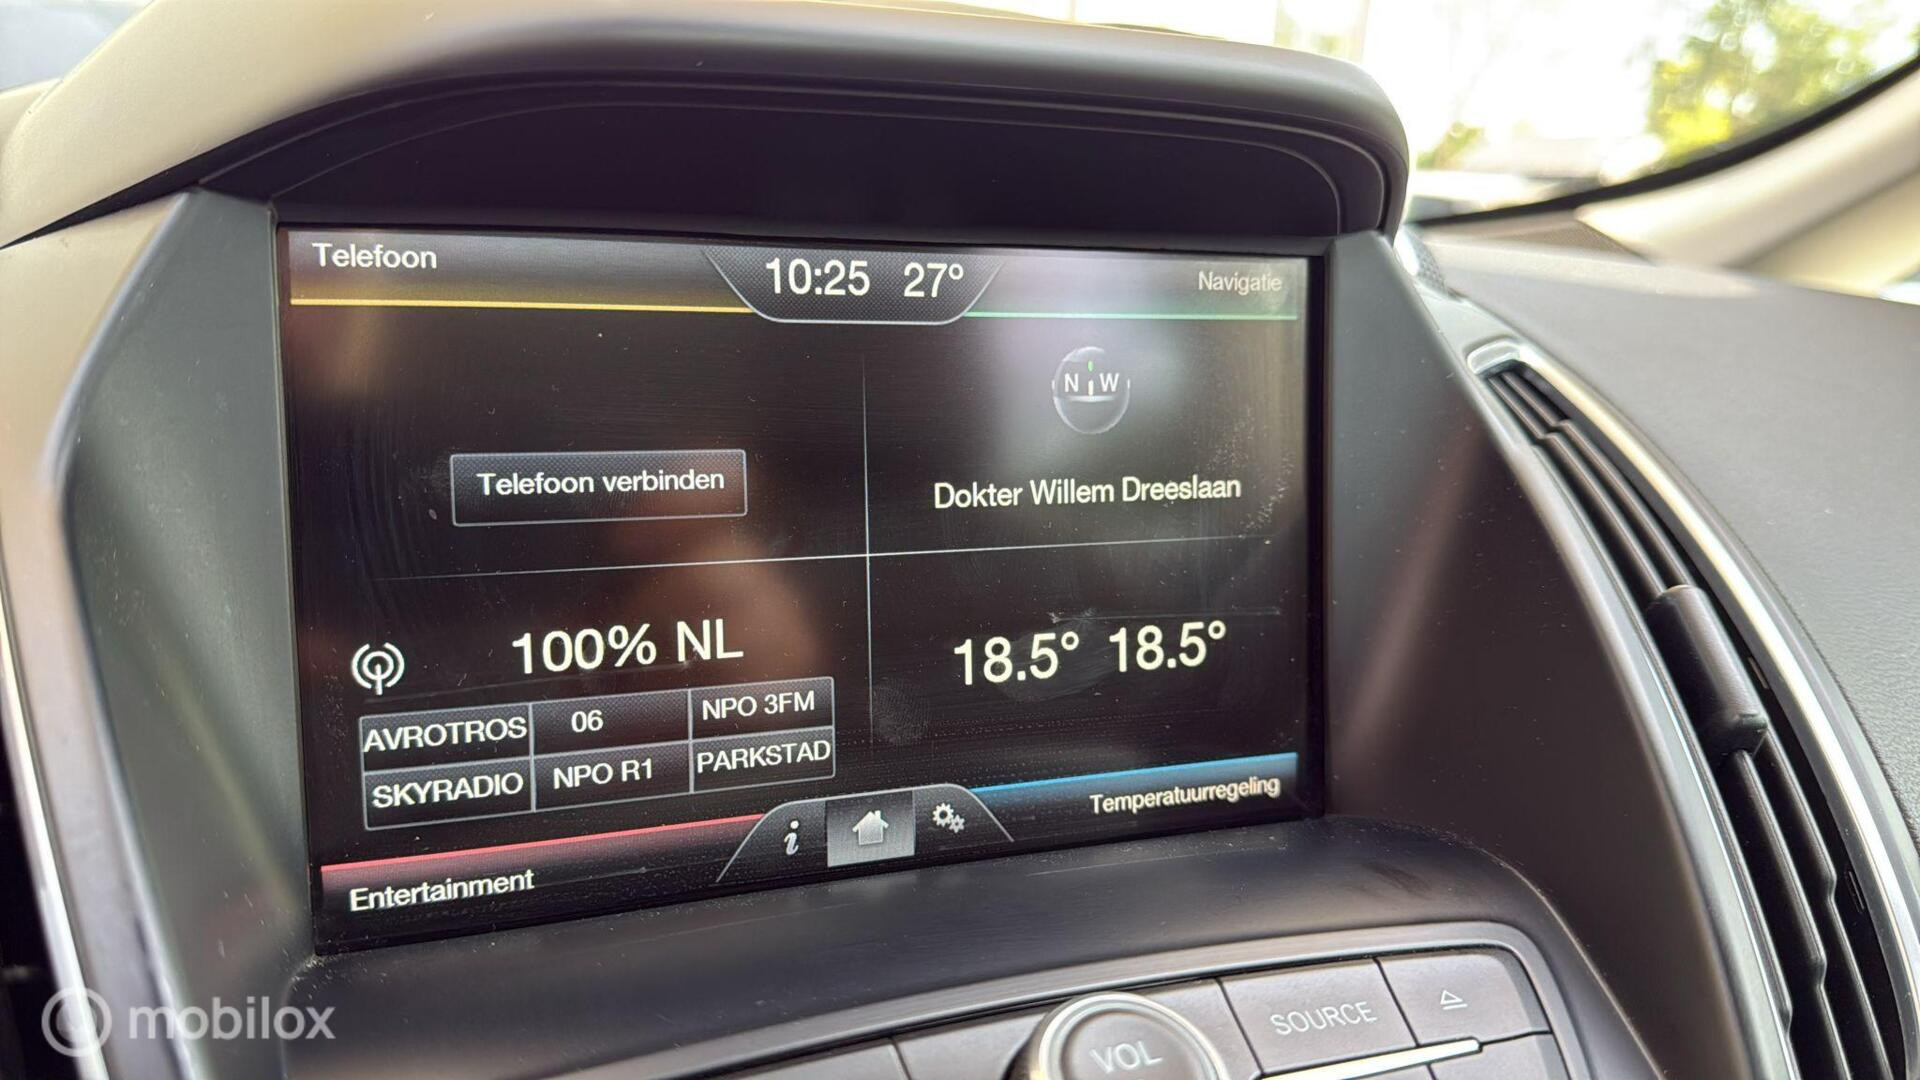 Telefoon
10:25 27°
Navigatie
N W
Telefoon verbinden
Dokter Willem Dreeslaan
100% NL
18.5° 18.5°
AVROTROS 06 NPO 3FM
SKYRADIO NPO R1 PARKSTAD
i
Temperatuurregeling
Entertainment
SOURCE
VOL
mobilox